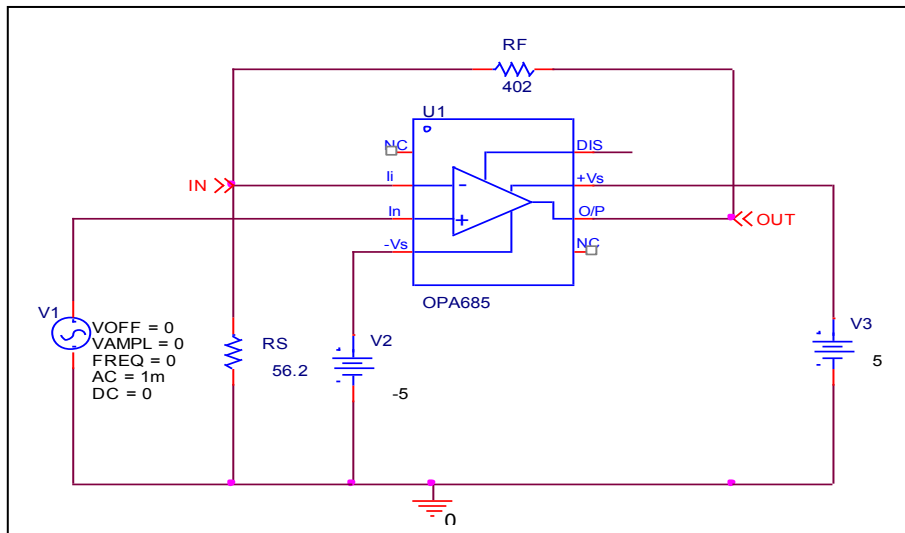 RF
402
U1
NC
DIS
Ii
-
+Vs
IN
In
+
O/P
OUT
-Vs
NC
OPA685
V1
VOFF = 0
VAMPL = 0
FREQ = 0
AC = 1m
DC = 0
RS
56.2
V2
-5
V3
5
0